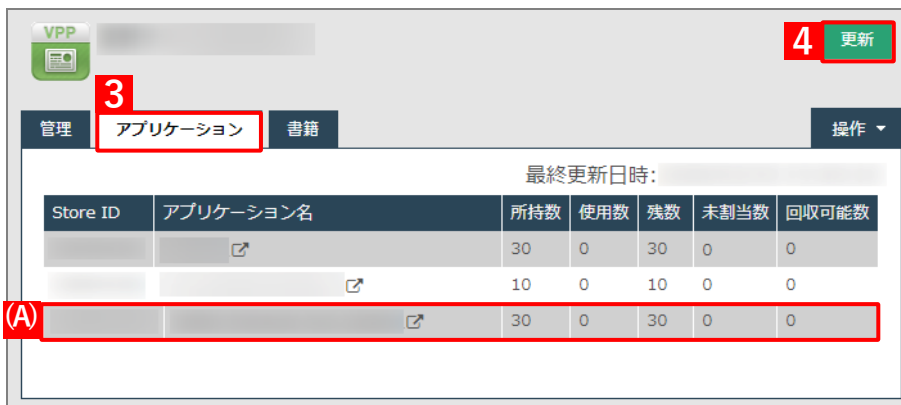 VPP
4 更新
3
管理 アプリケーション 書籍 操作
最終更新日時:
Store ID アプリケーション名 所持数 使用数 残数 未割当数 回収可能数
30 0 30 0 0
10 0 10 0 0
(A) 30 0 30 0 0